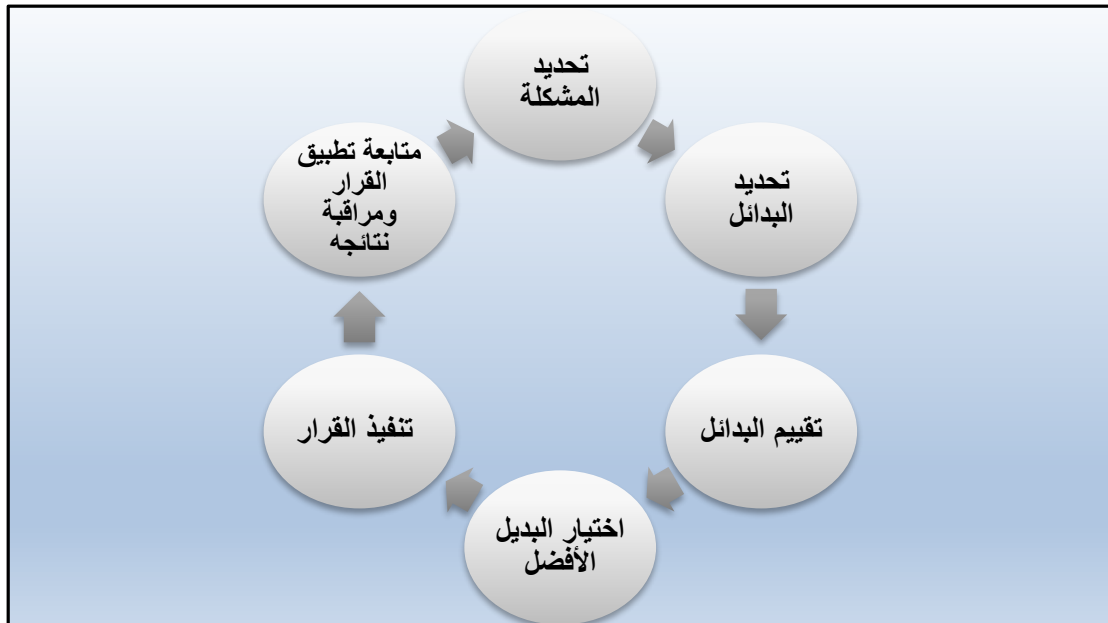 تحديد
المشكلة
تحديد
البدائل
تقييم البدائل
اختيار البديل
الأفضل
تنفيذ القرار
متابعة تطبيق
القرار
ومراقبة
نتائجه